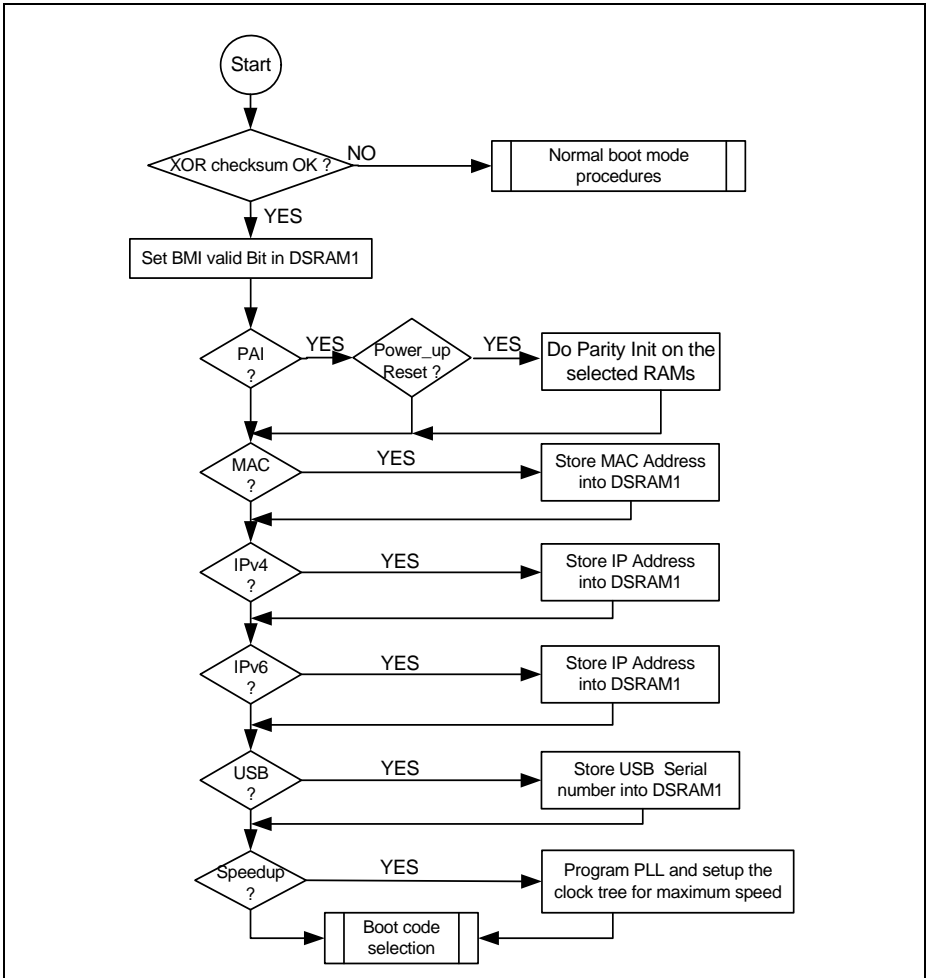 Start
XOR checksum OK ?
NO
Normal boot mode
procedures
YES
Set BMI valid Bit in DSRAM1
PAI
?
YES
Power_up
Reset ?
YES
Do Parity Init on the
selected RAMs
MAC
?
YES
Store MAC Address
into DSRAM1
IPv4
?
YES
Store IP Address
into DSRAM1
IPv6
?
YES
Store IP Address
into DSRAM1
USB
?
YES
Store USB Serial
number into DSRAM1
Speedup
?
YES
Program PLL and setup the
clock tree for maximum speed
Boot code
selection